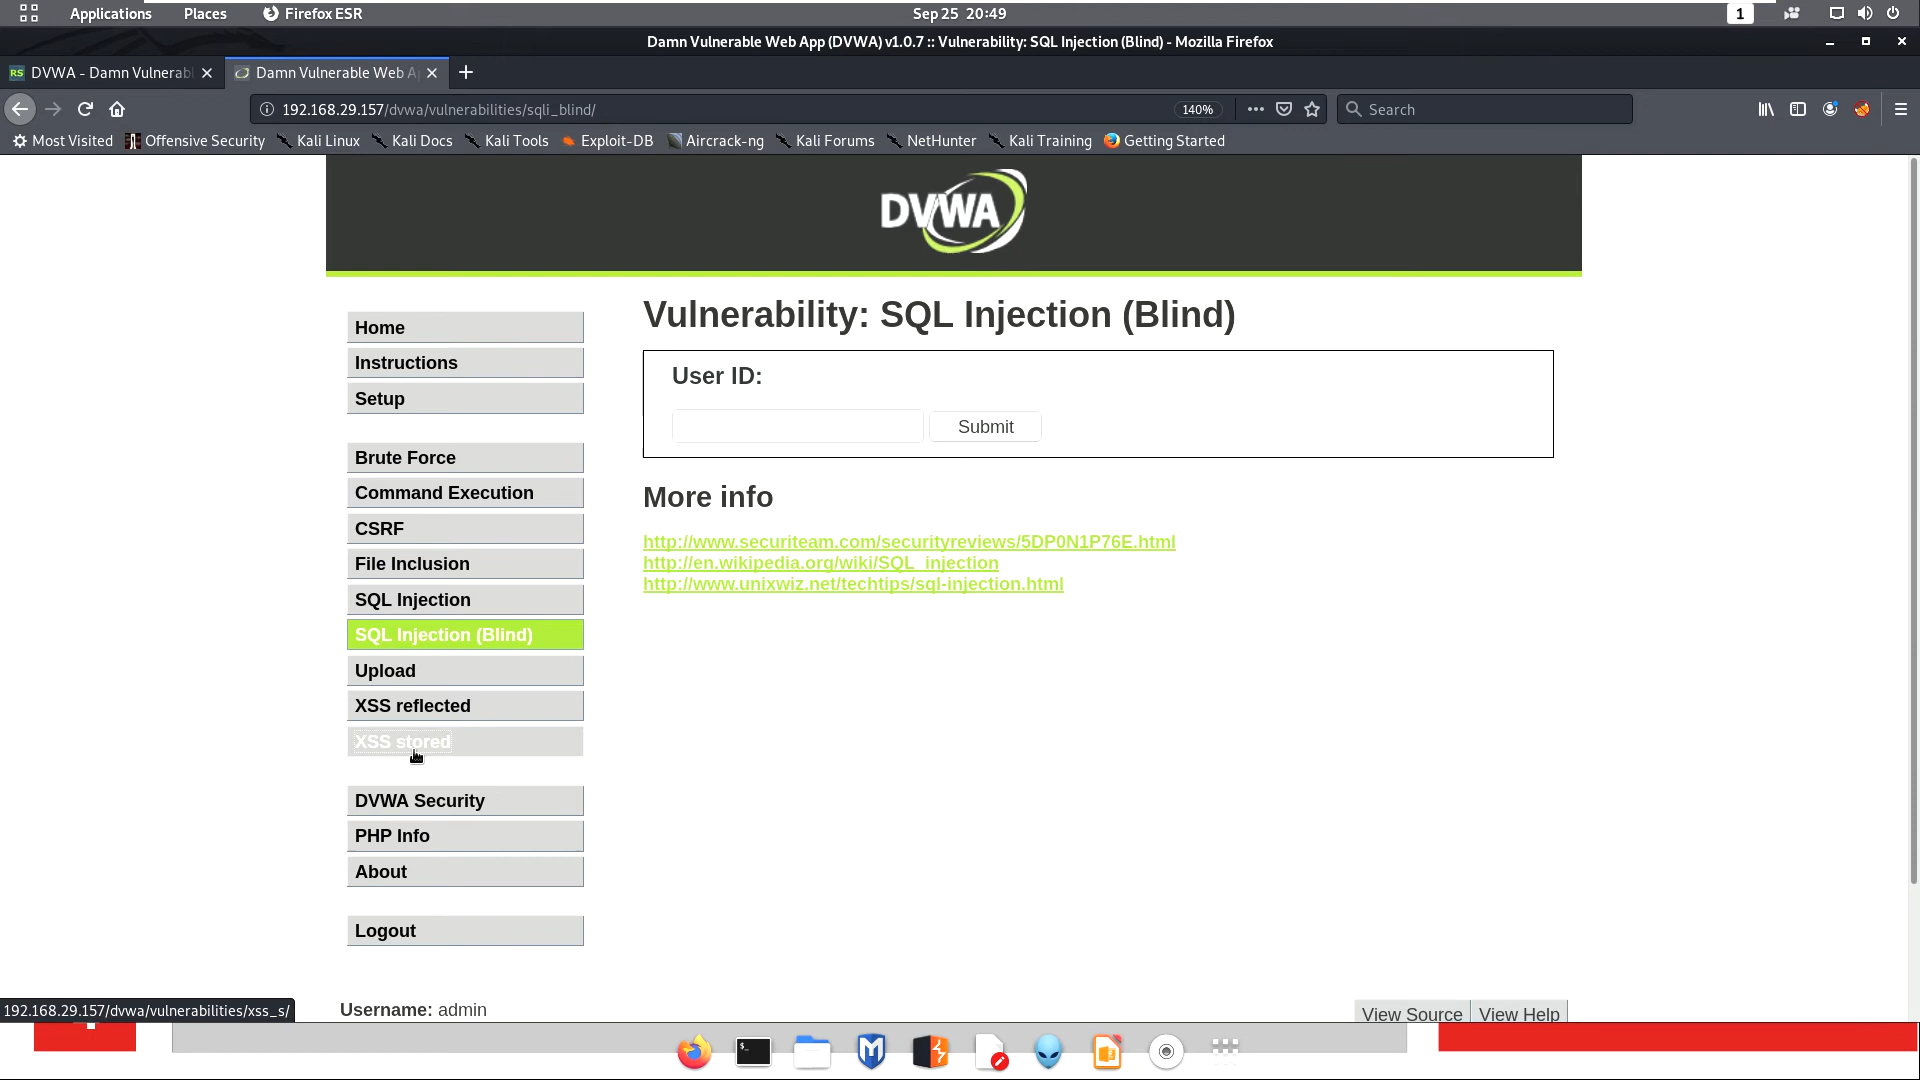 Applications Places Firefox ESR Sep 25 20:49 1
Damn Vulnerable Web App (DVWA) v1.0.7 :: Vulnerability: SQL Injection (Blind) - Mozilla Firefox
RS DVWA - Damn Vulnerabl Damn Vulnerable Web A
192.168.29.157/dvwa/vulnerabilities/sqli_blind/ 140% Search
Most Visited Offensive Security Kali Linux Kali Docs Kali Tools Exploit-DB Aircrack-ng Kali Forums NetHunter Kali Training Getting Started
DVWA
Home
Instructions
Setup
Brute Force
Command Execution
CSRF
File Inclusion
SQL Injection
SQL Injection (Blind)
Upload
XSS reflected
XSS stored
DVWA Security
PHP Info
About
Logout
Vulnerability: SQL Injection (Blind)
User ID:
Submit
More info
http://www.securiteam.com/securityreviews/5DP0N1P76E.html
http://en.wikipedia.org/wiki/SQL_injection
http://www.unixwiz.net/techtips/sql-injection.html
Username: admin
View Source View Help
192.168.29.157/dvwa/vulnerabilities/xss_s/